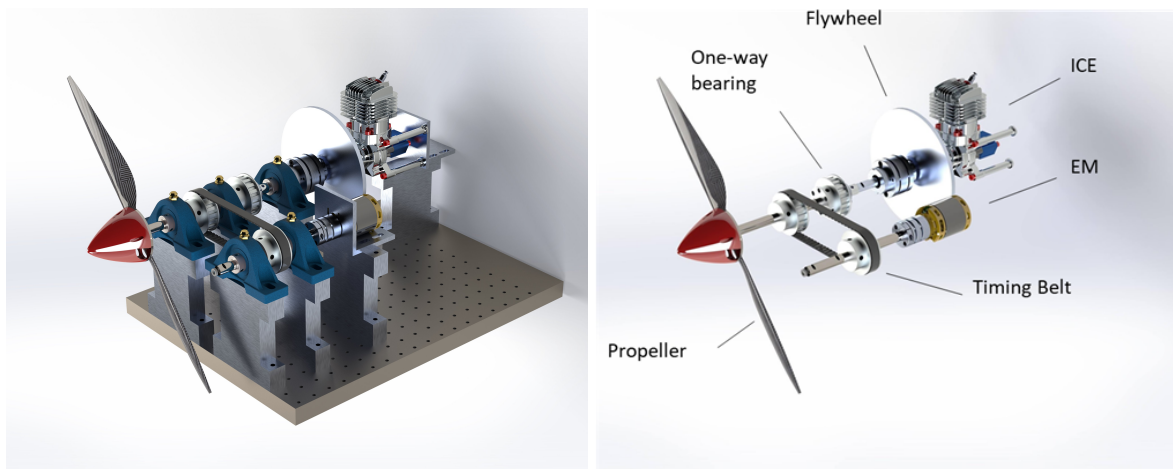 Flywheel
One-way
bearing
ICE
EM
Timing Belt
Propeller